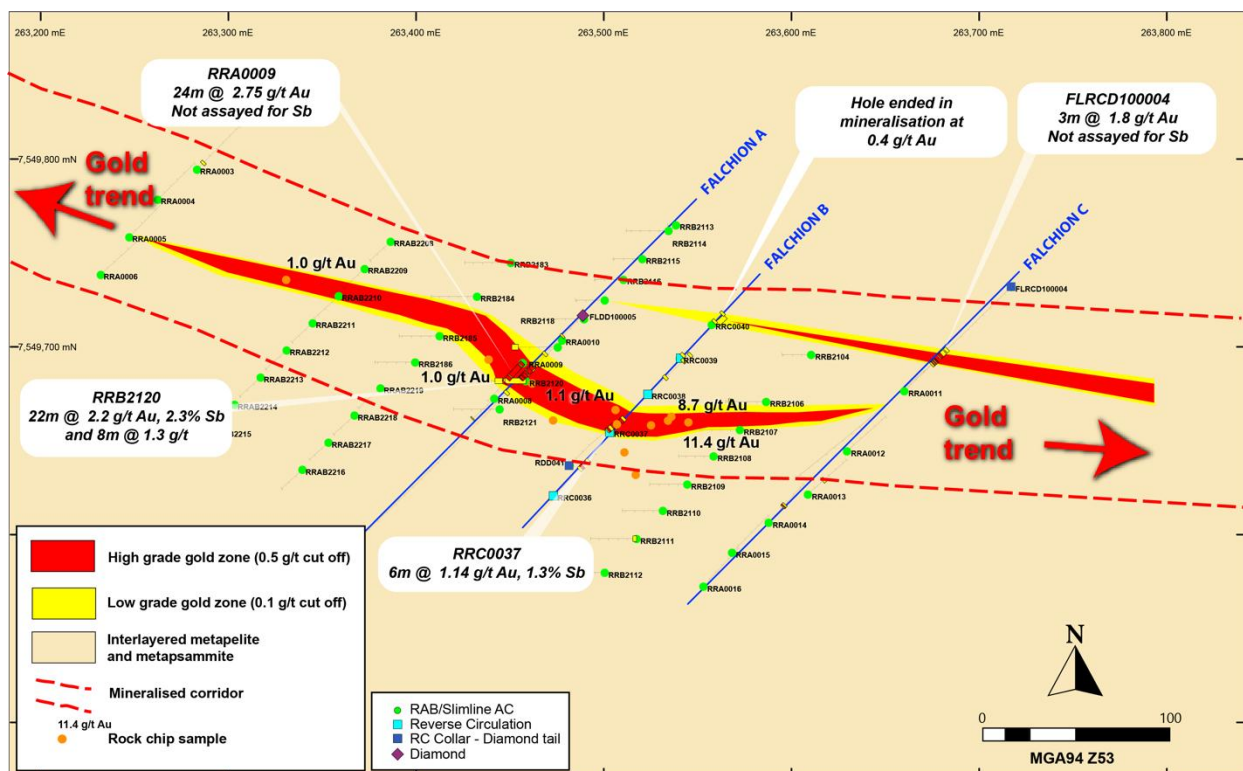 263,200 mE
263,300 mE
263,400 mE
263,500 mE
263,600 mE
263,700 mE
263,800 mE
RRA0009
24m @ 2.75 g/t Au
Not assayed for Sb
Hole ended in
mineralisation at
0.4 g/t Au
FLRCD100004
3m @ 1.8 g/t Au
Not assayed for Sb
7,549,800 mN
7,549,700 mN
Gold
trend
FALCHION A
FALCHION B
FALCHION C
RRA0003
RRA0004
RRA0005
RRA0006
RRAB2209
RRAB2210
RRAB2211
RRAB2212
RRAB2213
RRAB2214
RRAB2218
RRAB2217
RRAB2216
RRB2183
RRB2184
RRB2185
RRB2186
RRB2113
RRB2114
RRB2115
RRB2118
FLDD100005
RRA0010
RRA0009
RRB2120
RRA0008
RRB2121
RRC0040
RRC0039
RRC0038
RRC0037
RDD041
RRC0036
FLRCD100004
RRB2104
RRB2106
RRB2107
RRB2108
RRB2109
RRB2110
RRB2111
RRB2112
RRA0011
RRA0012
RRA0013
RRA0014
RRA0015
RRA0016
1.0 g/t Au
1.0 g/t Au
1.1 g/t Au
8.7 g/t Au
11.4 g/t Au
Gold
trend
RRB2120
22m @ 2.2 g/t Au, 2.3% Sb
and 8m @ 1.3 g/t
RRC0037
6m @ 1.14 g/t Au, 1.3% Sb
High grade gold zone (0.5 g/t cut off)
Low grade gold zone (0.1 g/t cut off)
Interlayered metapelite
and metapsammite
Mineralised corridor
11.4 g/t Au
Rock chip sample
RAB/Slimline AC
Reverse Circulation
RC Collar - Diamond tail
Diamond
N
0
100
MGA94 Z53